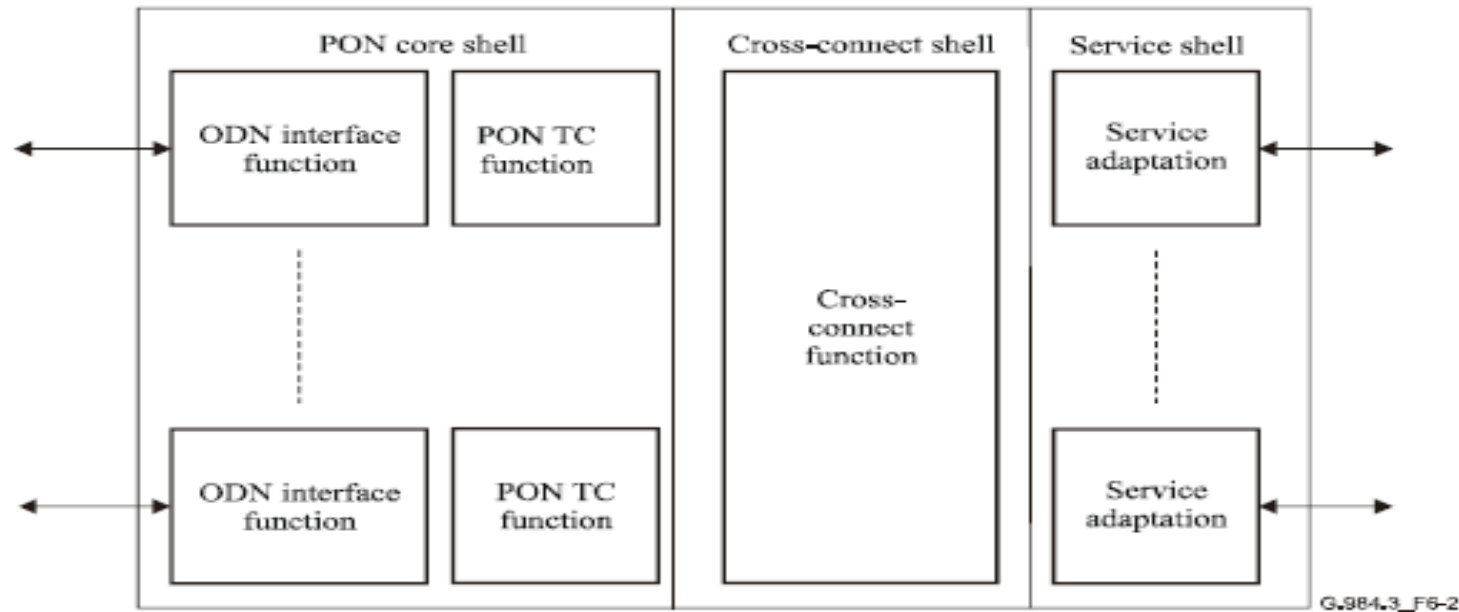 PON core shell
Cross-connect shell
Service shell
ODN interface
function
PON TC
function
Service
adaptation
Cross-
connect
function
ODN interface
function
PON TC
function
Service
adaptation
G.984.3_F6-2